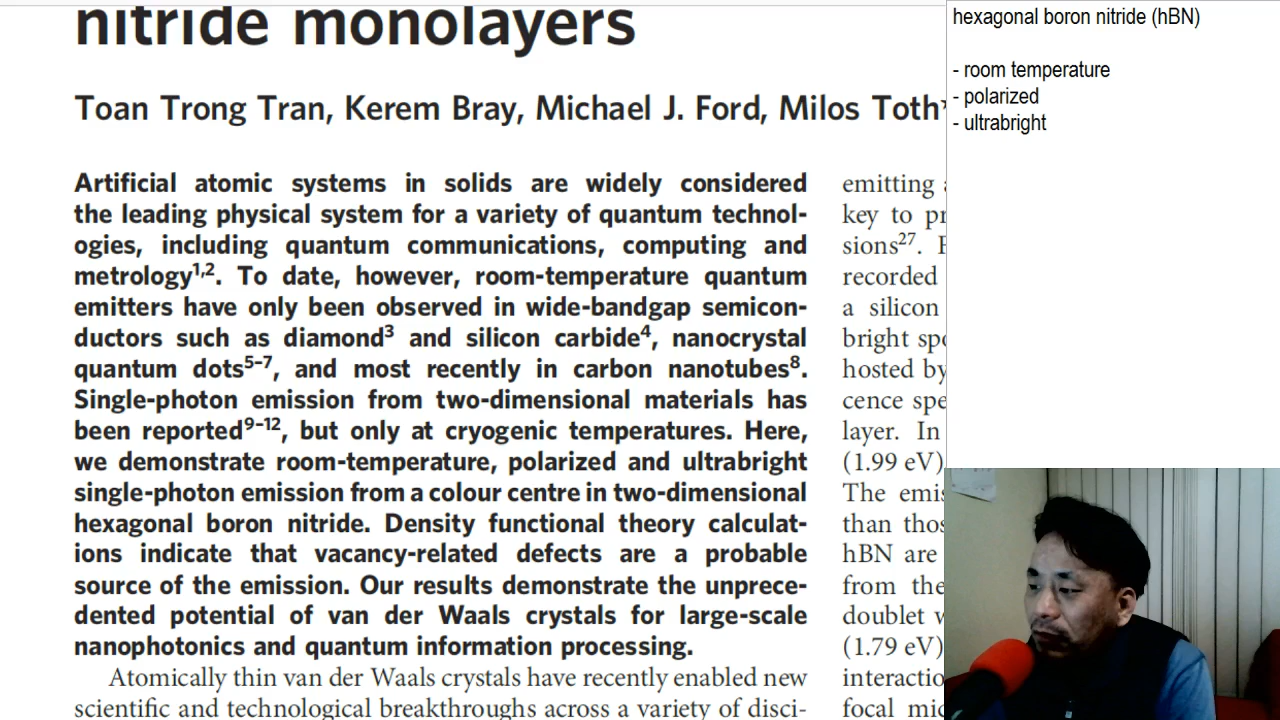 nitride monolayers
Toan Trong Tran, Kerem Bray, Michael J. Ford, Milos Toth*
Artificial atomic systems in solids are widely considered
the leading physical system for a variety of quantum technol-
ogies, including quantum communications, computing and
metrology1,2. To date, however, room-temperature quantum
emitters have only been observed in wide-bandgap semicon-
ductors such as diamond3 and silicon carbide4, nanocrystal
quantum dots5–7, and most recently in carbon nanotubes8.
Single-photon emission from two-dimensional materials has
been reported9–12, but only at cryogenic temperatures. Here,
we demonstrate room-temperature, polarized and ultrabright
single-photon emission from a colour centre in two-dimensional
hexagonal boron nitride. Density functional theory calculat-
ions indicate that vacancy-related defects are a probable
source of the emission. Our results demonstrate the unprece-
dented potential of van der Waals crystals for large-scale
nanophotonics and quantum information processing.
Atomically thin van der Waals crystals have recently enabled new
scientific and technological breakthroughs across a variety of disci-
emitting
key to
sions27.
recorded
a silicon
bright
hosted by
cence
layer. In
(1.99 eV)
The
than
hBN are
from the
doublet
(1.79 eV)
focal
hexagonal boron nitride (hBN)
- room temperature
- polarized
- ultrabright